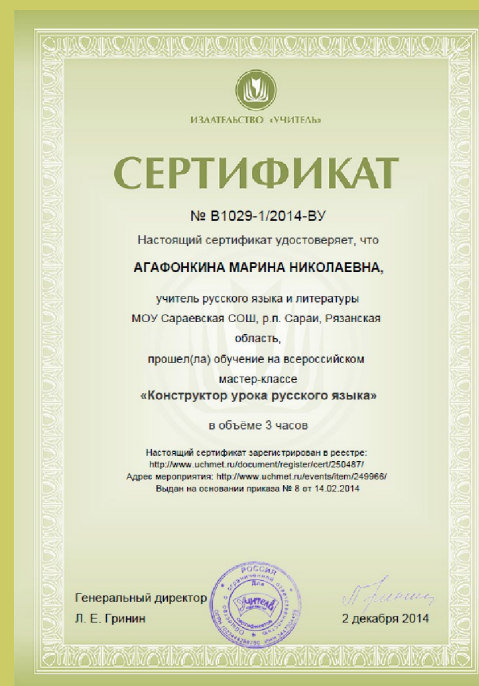 ИЗДАТЕЛЬСТВО «УЧИТЕЛЬ»
СЕРТИФИКАТ
№ В1029-1/2014-ВУ
Настоящий сертификат удостоверяет, что
АГАФОНКИНА МАРИНА НИКОЛАЕВНА,
учитель русского языка и литературы
МОУ Сараевская СОШ, р.п. Сараи, Рязанская
область,
прошел(ла) обучение на всероссийском
мастер-классе
«Конструктор урока русского языка»
в объёме 3 часов
Настоящий сертификат зарегистрирован в реестре:
http://www.uchmet.ru/document/register/cert/250487/
Адрес мероприятия: http://www.uchmet.ru/events/item/249966/
Выдан на основании приказа № 8 от 14.02.2014
РОССИЯ
Для
Учитель
сертификатов
Генеральный директор
Л. Е. Гринин
2 декабря 2014